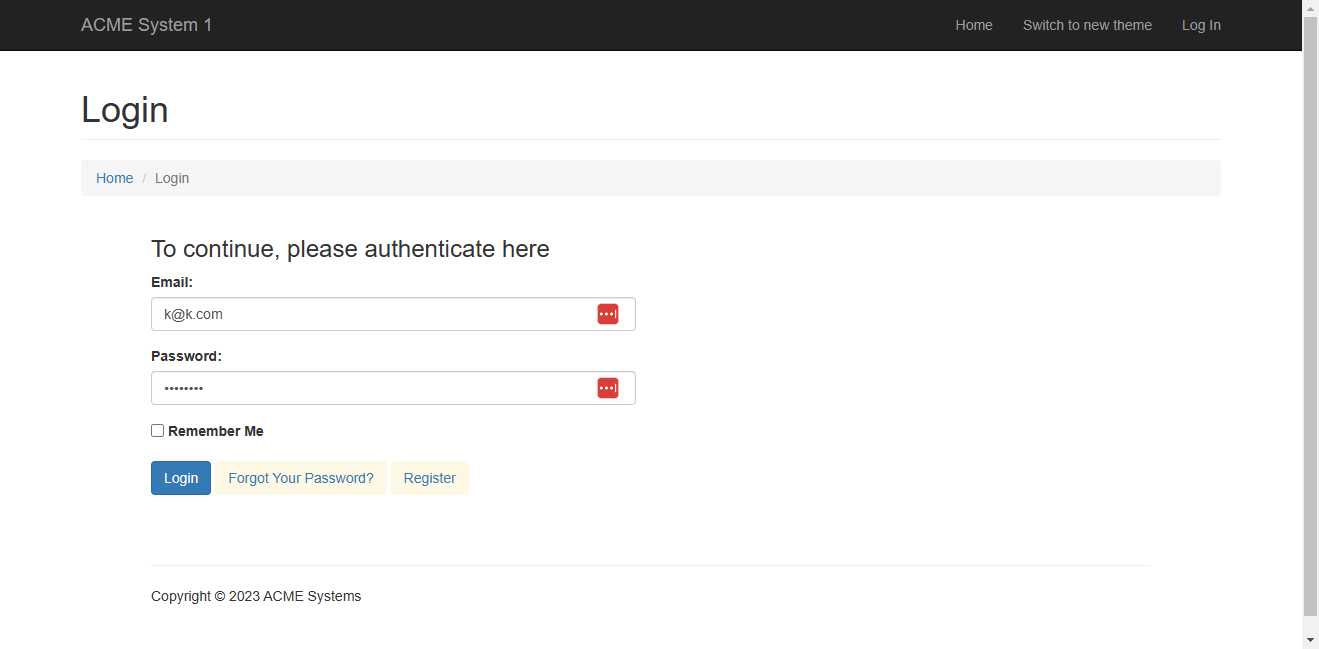 ACME System 1
Home Switch to new theme Log In
Login
Home / Login
To continue, please authenticate here
Email:
k@k.com
Password:
••••••••
Remember Me
Login Forgot Your Password? Register
Copyright © 2023 ACME Systems